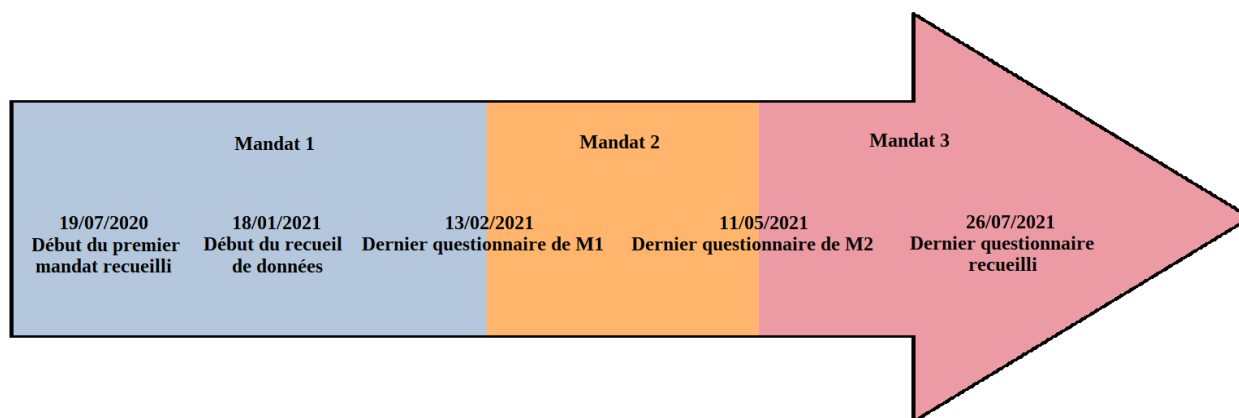 Mandat 1
Mandat 2
Mandat 3
19/07/2020
Début du premier
mandat recueilli
18/01/2021
Début du recueil
de données
13/02/2021
Dernier questionnaire de M1
11/05/2021
Dernier questionnaire de M2
26/07/2021
Dernier questionnaire
recueilli